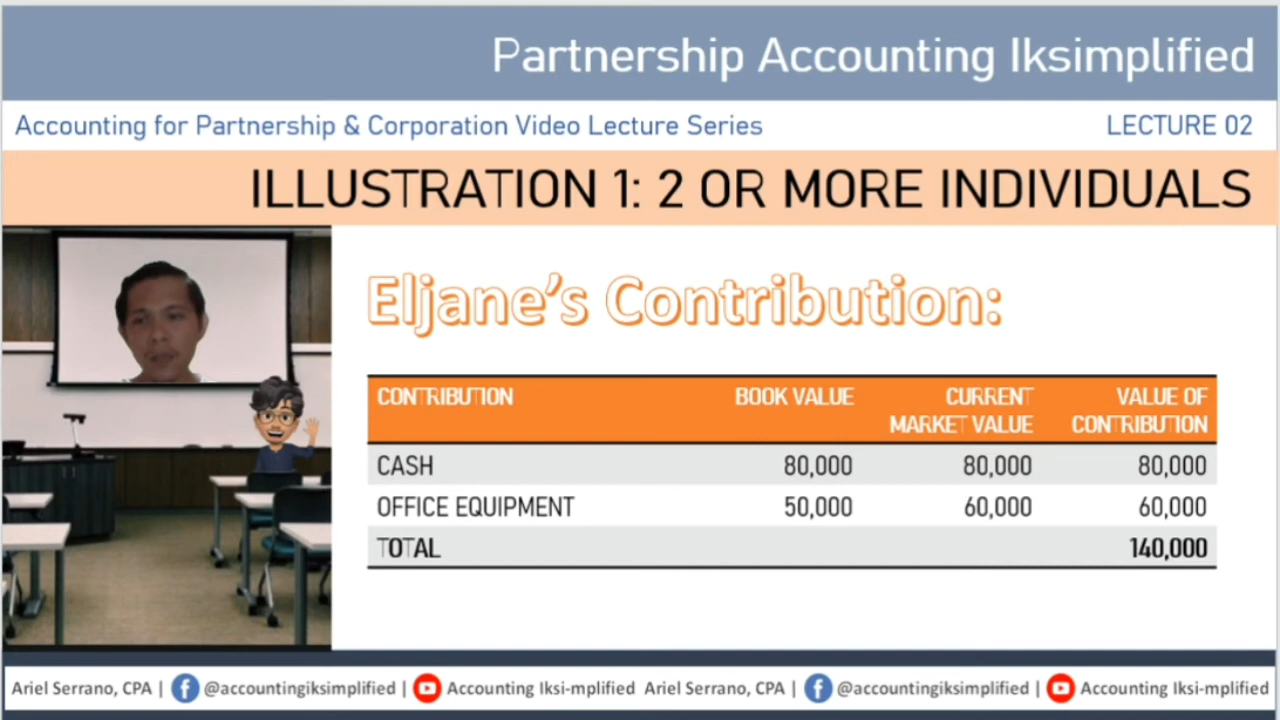 Partnership Accounting Iksimplified
Accounting for Partnership & Corporation Video Lecture Series LECTURE 02
ILLUSTRATION 1: 2 OR MORE INDIVIDUALS
Eljane's Contribution:
CONTRIBUTION BOOK VALUE CURRENT MARKET VALUE VALUE OF CONTRIBUTION
CASH 80,000 80,000 80,000
OFFICE EQUIPMENT 50,000 60,000 60,000
TOTAL 140,000
Ariel Serrano, CPA | @accountingiksimplified | Accounting Iksi-mplified Ariel Serrano, CPA | @accountingiksimplified | Accounting Iksi-mplified